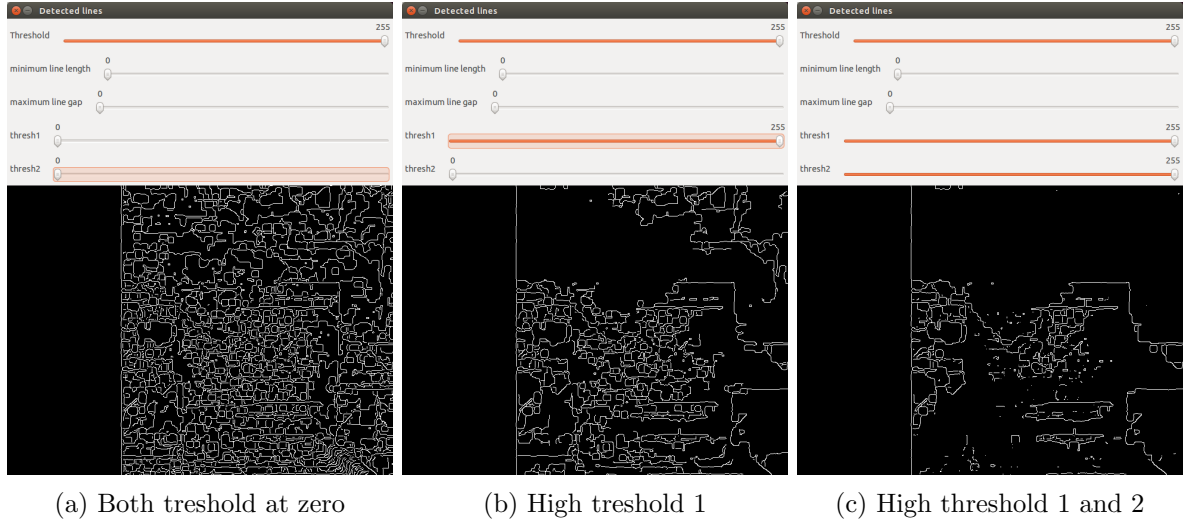 Detected lines
255
Threshold
0
minimum line length
0
maximum line gap
0
thresh1
0
thresh2
Detected lines
255
Threshold
0
minimum line length
0
maximum line gap
255
thresh1
0
thresh2
Detected lines
255
Threshold
0
minimum line length
0
maximum line gap
255
thresh1
255
thresh2
(a) Both treshold at zero
(b) High treshold 1
(c) High threshold 1 and 2